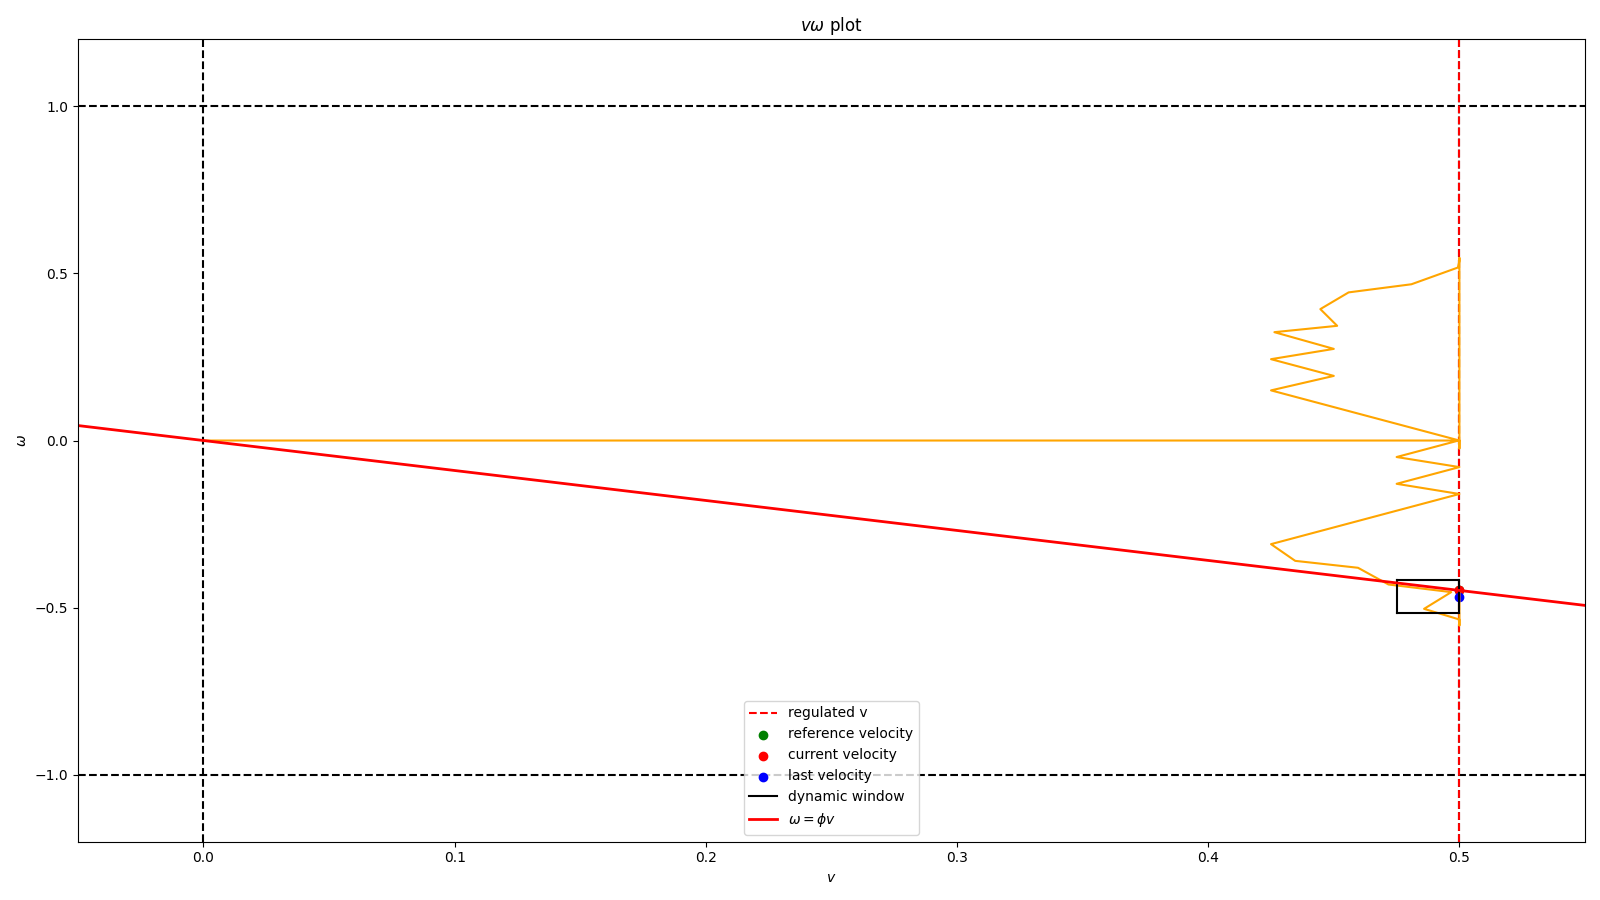 vω plot
1.0
0.5
0.0
−0.5
−1.0
ω
0.0
0.1
0.2
0.3
0.4
0.5
v
regulated v
reference velocity
current velocity
last velocity
dynamic window
ω = ϕv